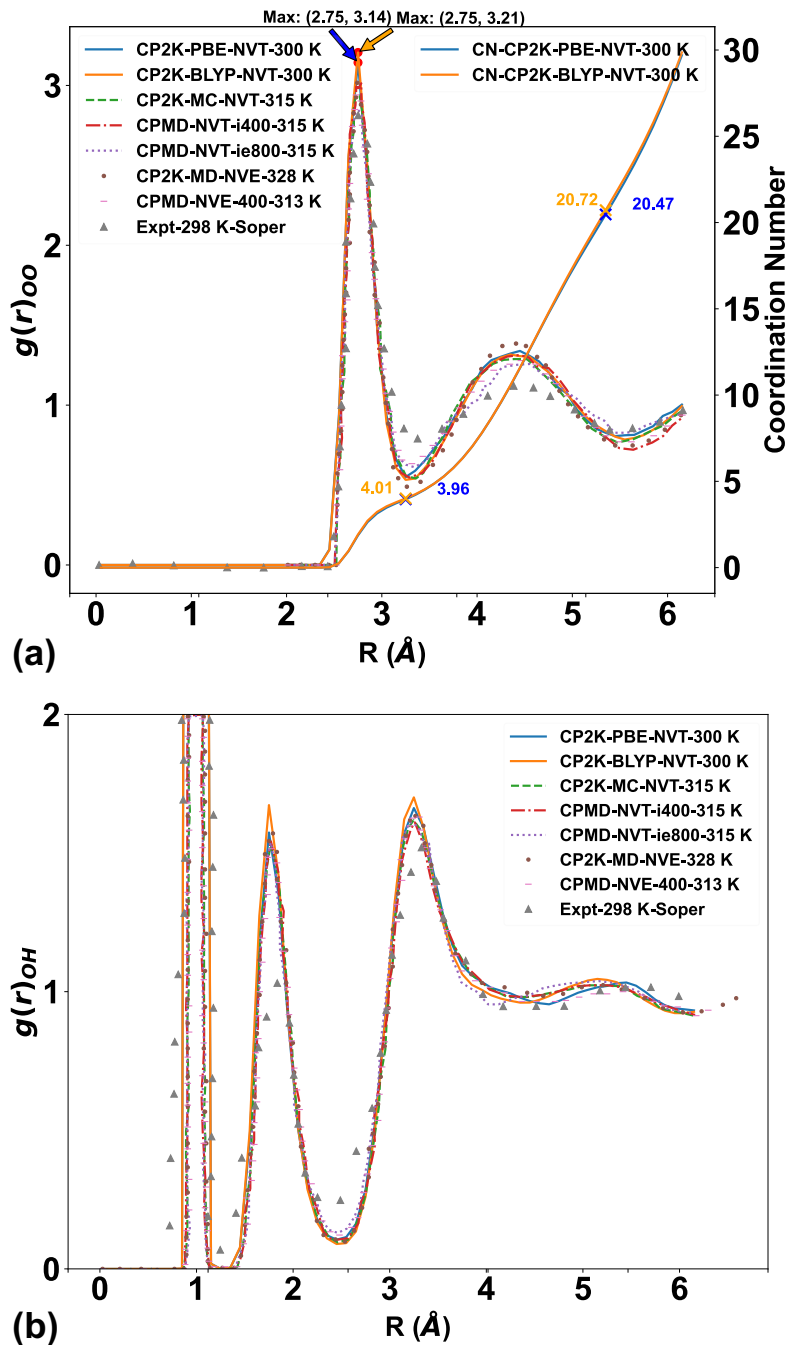 Max: (2.75, 3.14) Max: (2.75, 3.21)
CP2K-PBE-NVT-300 K
CP2K-BLYP-NVT-300 K
CP2K-MC-NVT-315 K
CPMD-NVT-i400-315 K
CPMD-NVT-ie800-315 K
CP2K-MD-NVE-328 K
CPMD-NVE-400-313 K
Expt-298 K-Soper
CN-CP2K-PBE-NVT-300 K
CN-CP2K-BLYP-NVT-300 K
3
2
1
0
g(r)OO
30
25
20
15
10
5
0
Coordination Number
20.72
20.47
4.01
3.96
0 1 2 3 4 5 6
R (Å)
(a)
2
1
0
g(r)OH
CP2K-PBE-NVT-300 K
CP2K-BLYP-NVT-300 K
CP2K-MC-NVT-315 K
CPMD-NVT-i400-315 K
CPMD-NVT-ie800-315 K
CP2K-MD-NVE-328 K
CPMD-NVE-400-313 K
Expt-298 K-Soper
0 1 2 3 4 5 6
R (Å)
(b)